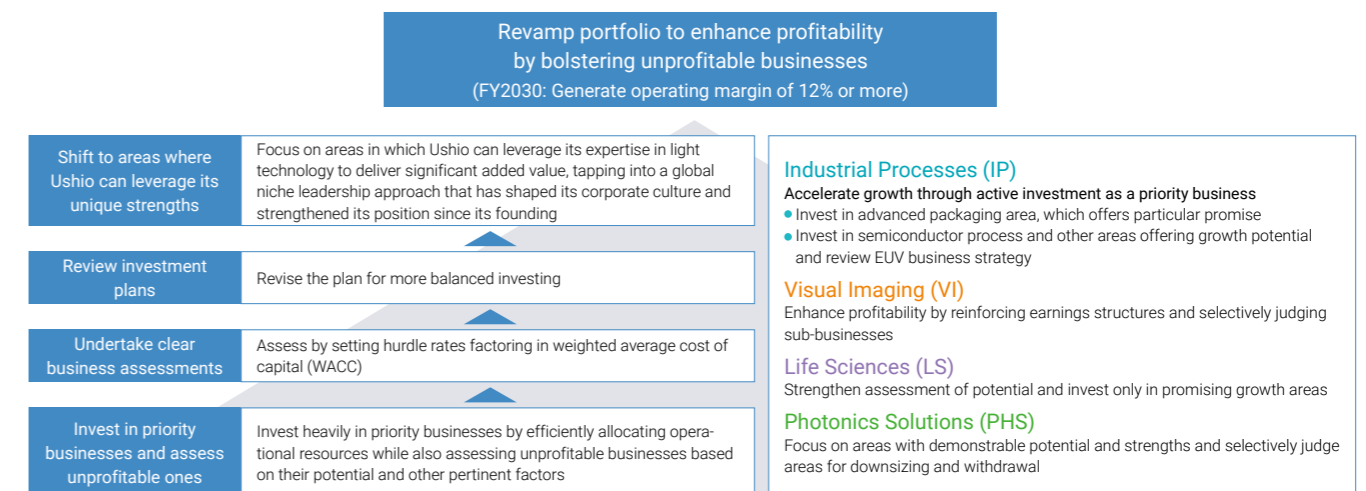 Revamp portfolio to enhance profitability
by bolstering unprofitable businesses
(FY2030: Generate operating margin of 12% or more)
Shift to areas where
Ushio can leverage its
unique strengths
Focus on areas in which Ushio can leverage its expertise in light
technology to deliver significant added value, tapping into a global
niche leadership approach that has shaped its corporate culture and
strengthened its position since its founding
Review investment
plans
Revise the plan for more balanced investing
Undertake clear
business assessments
Assess by setting hurdle rates factoring in weighted average cost of
capital (WACC)
Invest in priority
businesses and assess
unprofitable ones
Invest heavily in priority businesses by efficiently allocating opera-
tional resources while also assessing unprofitable businesses based
on their potential and other pertinent factors
Industrial Processes (IP)
Accelerate growth through active investment as a priority business
● Invest in advanced packaging area, which offers particular promise
● Invest in semiconductor process and other areas offering growth potential
and review EUV business strategy
Visual Imaging (VI)
Enhance profitability by reinforcing earnings structures and selectively judging
sub-businesses
Life Sciences (LS)
Strengthen assessment of potential and invest only in promising growth areas
Photonics Solutions (PHS)
Focus on areas with demonstrable potential and strengths and selectively judge
areas for downsizing and withdrawal